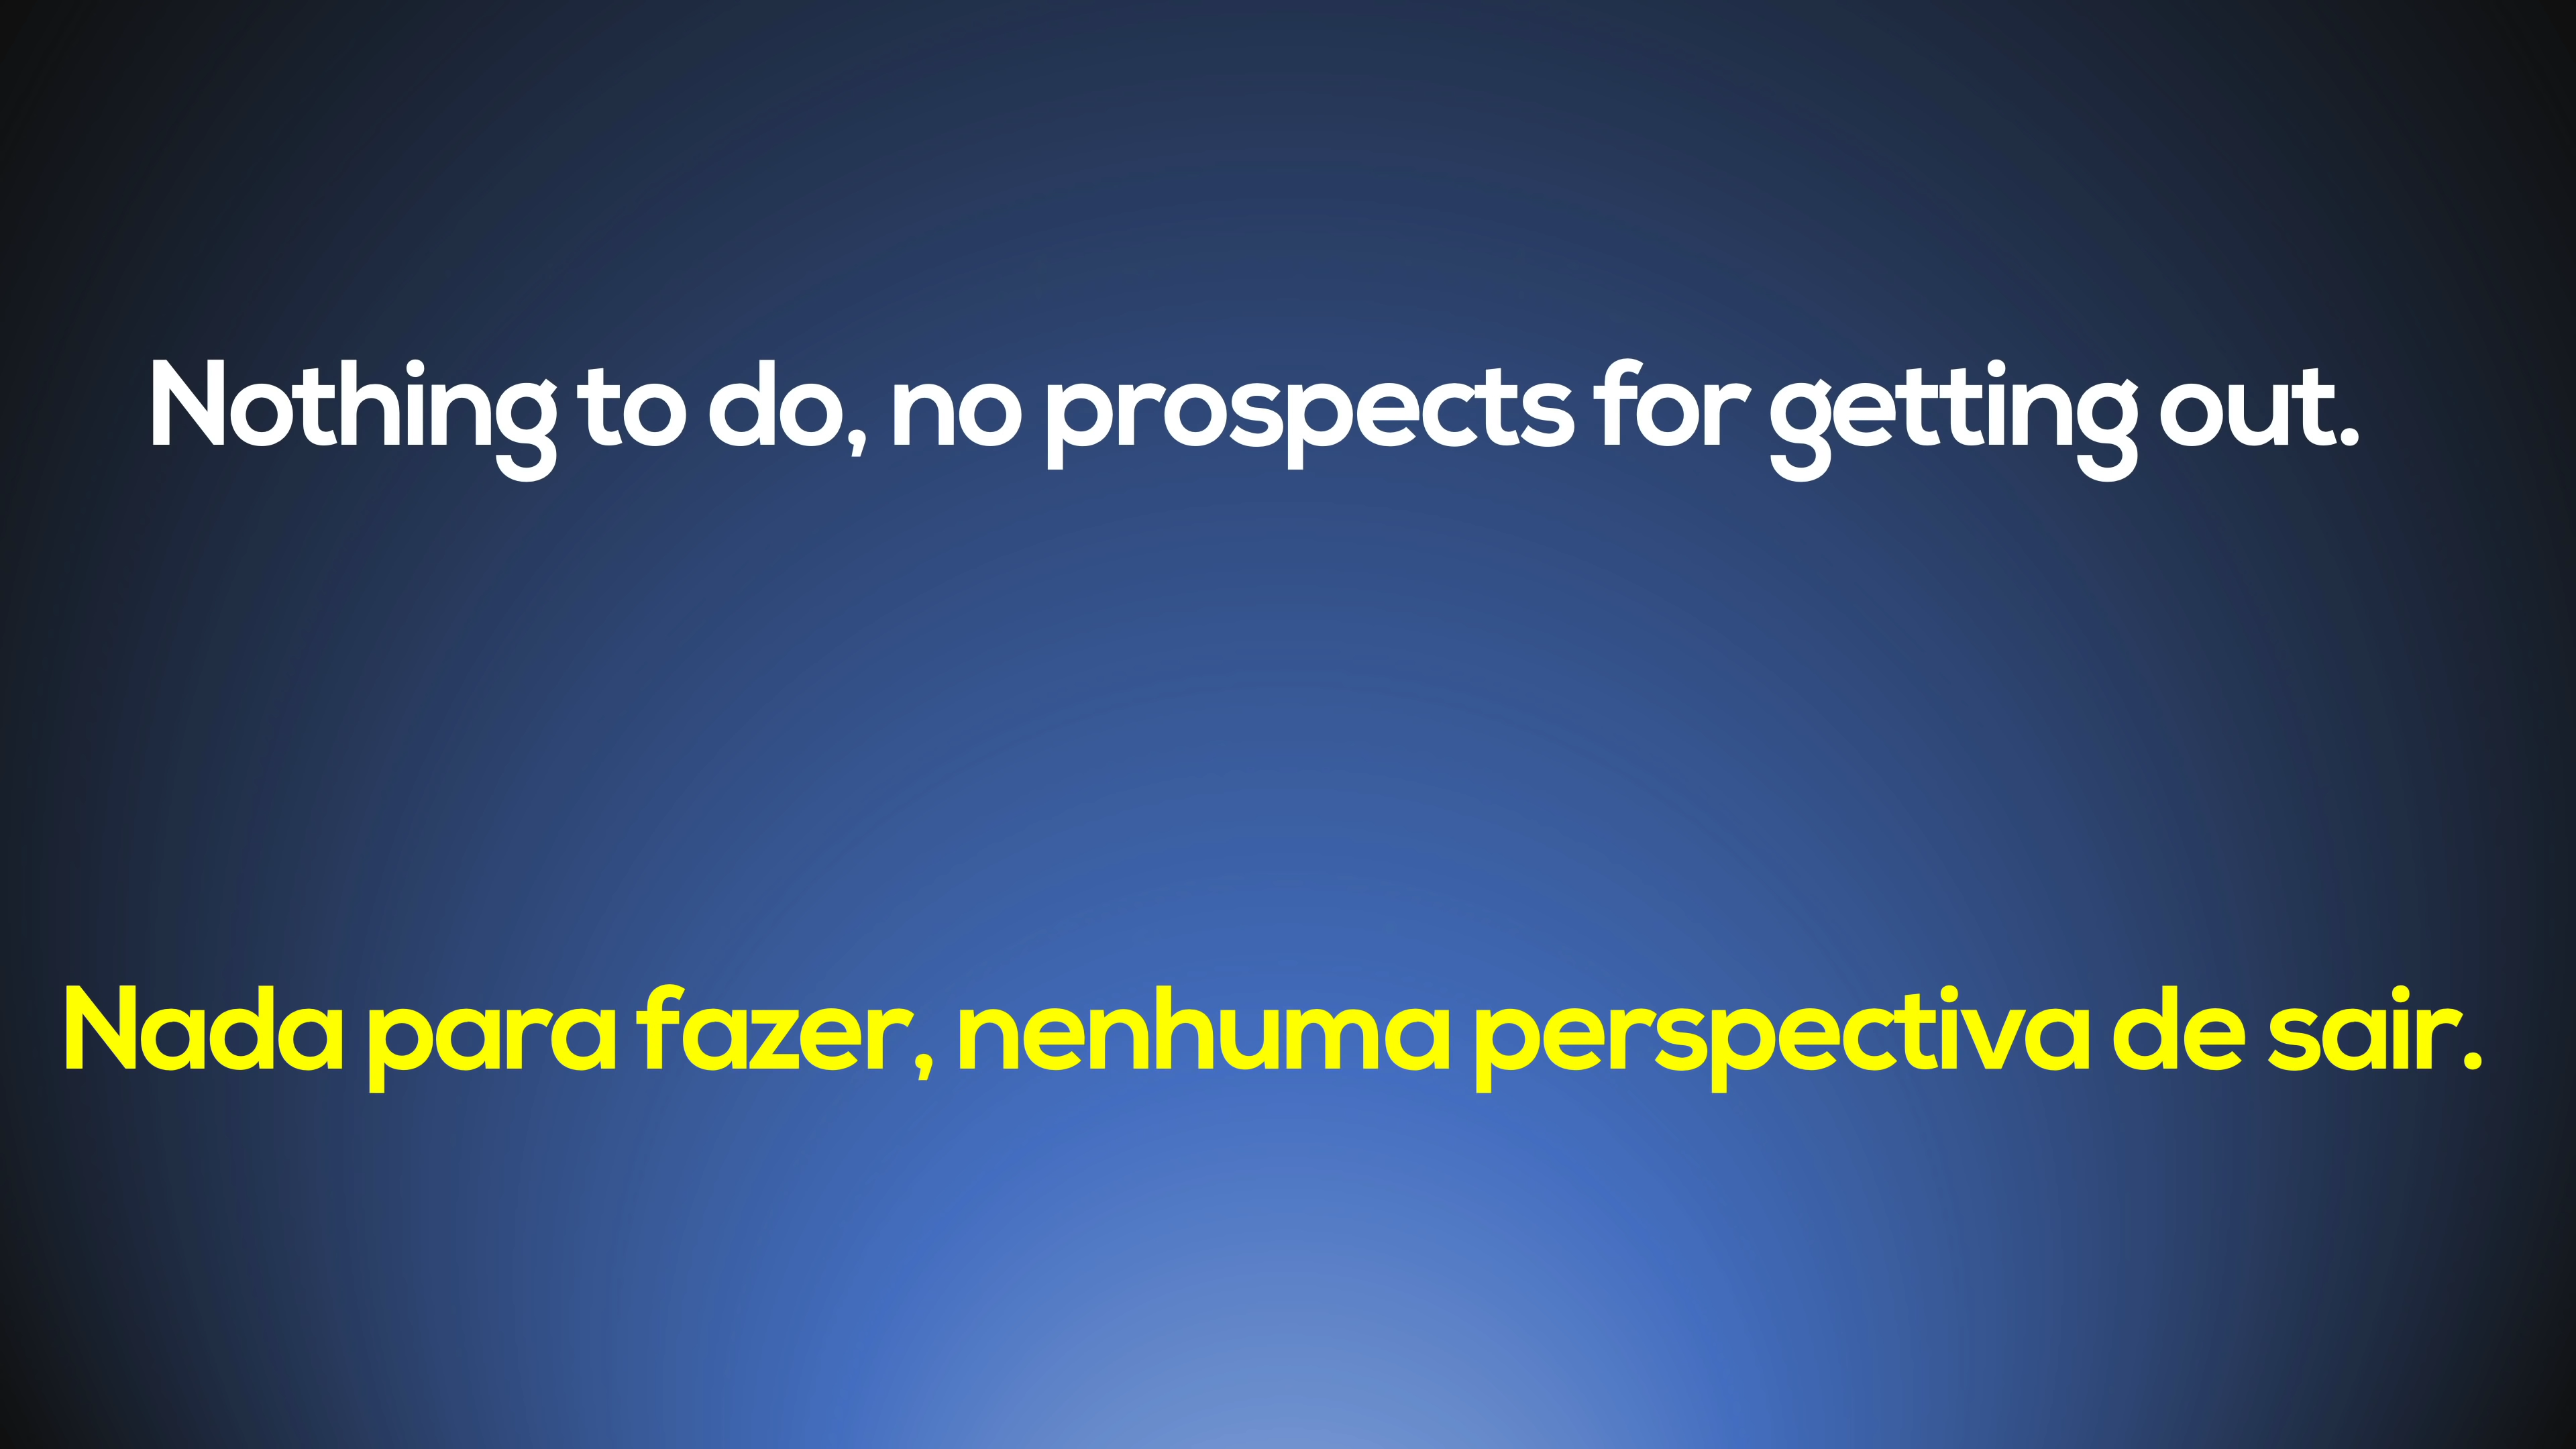 Nothing to do, no prospects for getting out.
Nada para fazer, nenhuma perspectiva de sair.